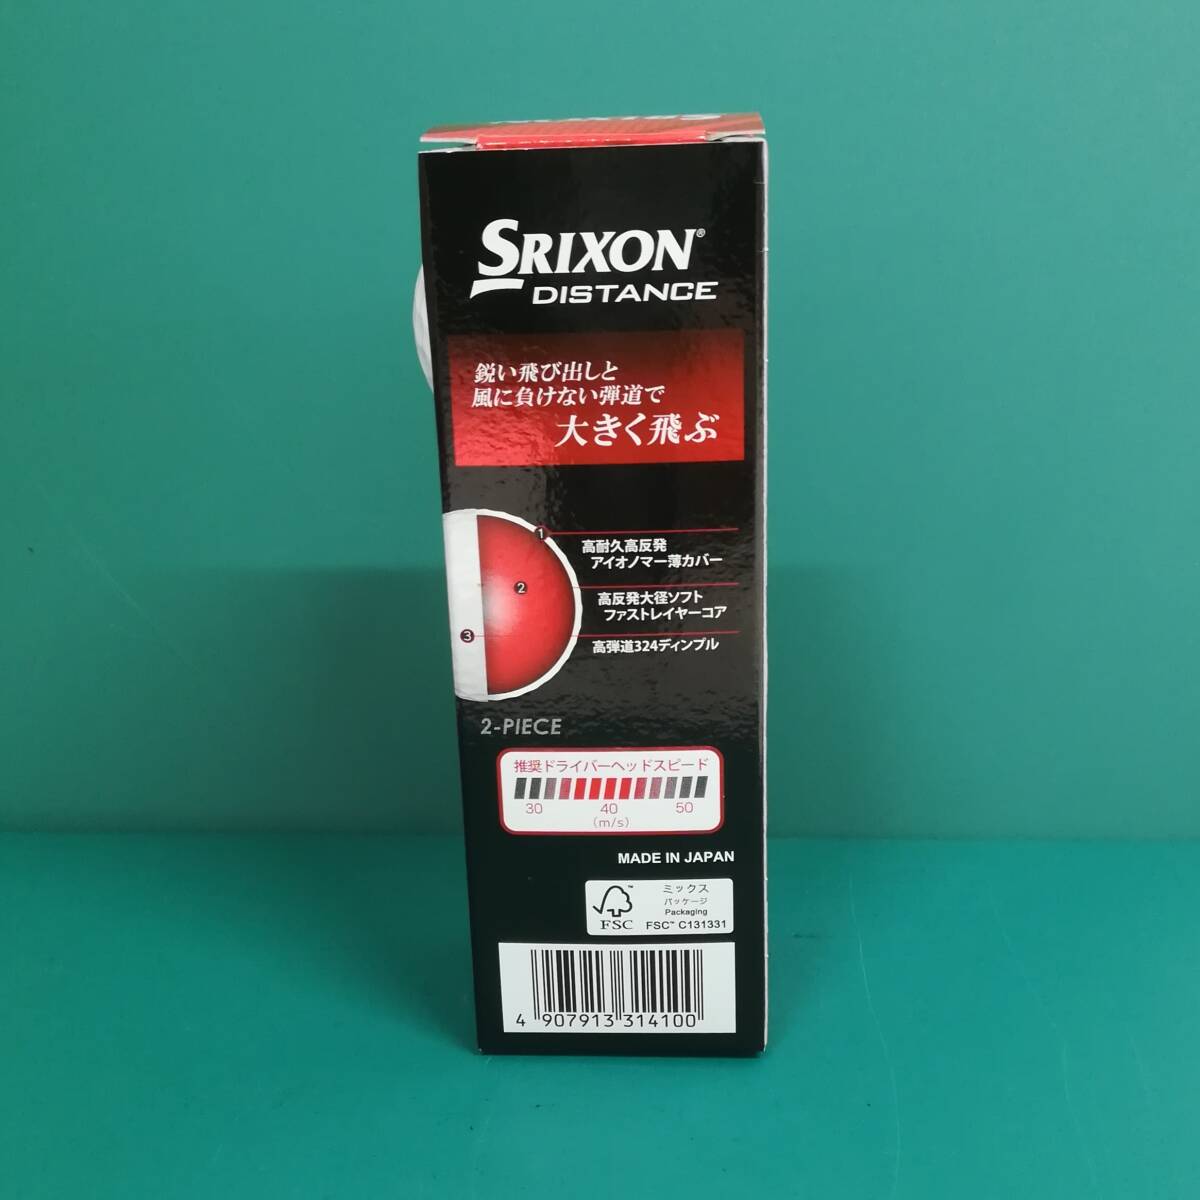 SRIXON®
DISTANCE
鋭い飛び出しと
風に負けない弾道で
大きく飛ぶ
1
高耐久高反発
アイオノマー薄カバー
2
高反発大径ソフト
ファストレイヤーコア
3
高弾道324ディンプル
2-PIECE
推奨ドライバーヘッドスピード
30 40 50
(m/s)
MADE IN JAPAN
ミックス
パッケージ
Packaging
FSC™ C131331
FSC
4 907913 314100